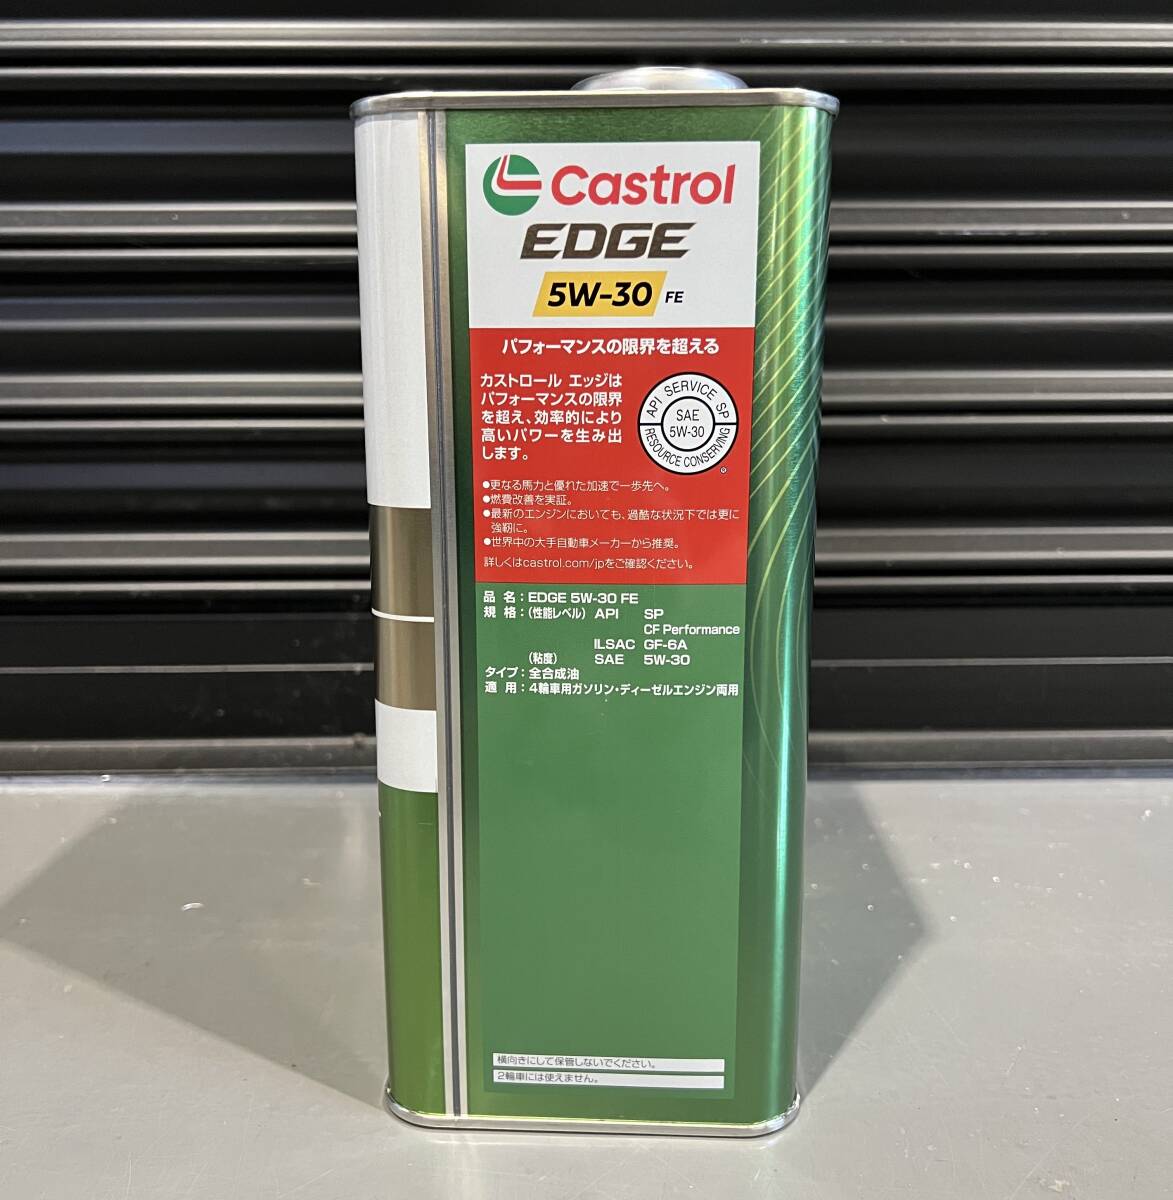 Castrol
EDGE
5W-30 FE
パフォーマンスの限界を超える
カストロール エッジは
パフォーマンスの限界
を超え、効率的により
高いパワーを生み出
します。
API SERVICE SP
SAE
5W-30
RESOURCE CONSERVING
●更なる馬力と優れた加速で一歩先へ。
●燃費改善を実証。
●最新のエンジンにおいても、過酷な状況下では更に
強靭に。
●世界中の大手自動車メーカーから推奨。
詳しくはcastrol.com/jpをご確認ください。
品 名:EDGE 5W-30 FE
規 格:(性能レベル) API SP
CF Performance
ILSAC GF-6A
(粘度) SAE 5W-30
タイプ:全合成油
適 用:4輪車用ガソリン・ディーゼルエンジン両用
横向きにして保管しないでください。
2輪車には使えません。